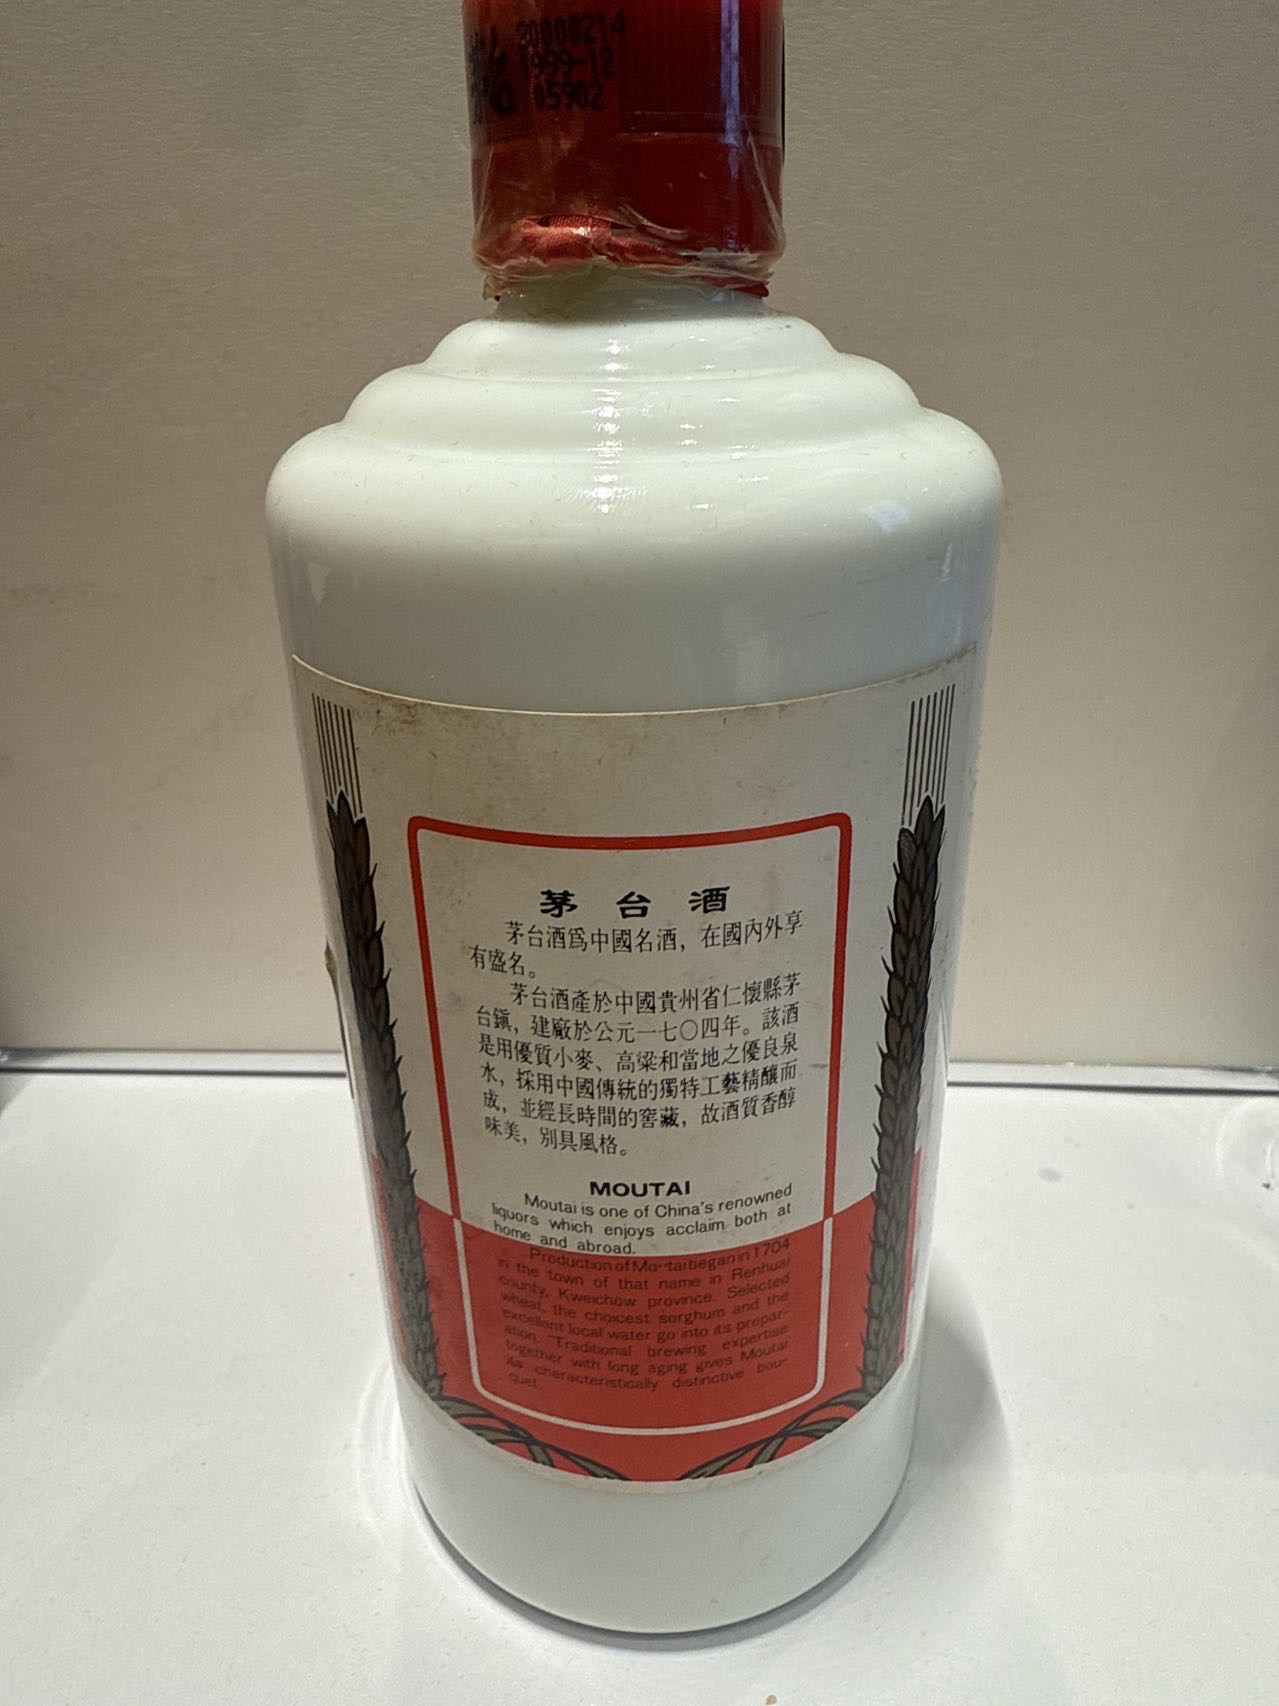 20000214
1999-12
05902
茅台酒
茅台酒爲中國名酒，在國內外享
有盛名。
茅台酒產於中國貴州省仁懷縣茅
台鎮，建廠於公元一七〇四年。該酒
是用優質小麥、高粱和當地之優良泉
水，採用中國傳統的獨特工藝精釀而
成，並經長時間的窖藏，故酒質香醇
味美，別具風格。
MOUTAI
Moutai is one of China's renowned
liquors which enjoys acclaim both at
home and abroad.
Production of Moutai began in 1704
in the town of that name in Renhuai
county, Kweichow province. Selected
wheat, the choicest sorghum and the
excellent local water go into its prepar-
ation. Traditional brewing expertise
together with long aging gives Moutai
its characteristically distinctive bou-
quet.